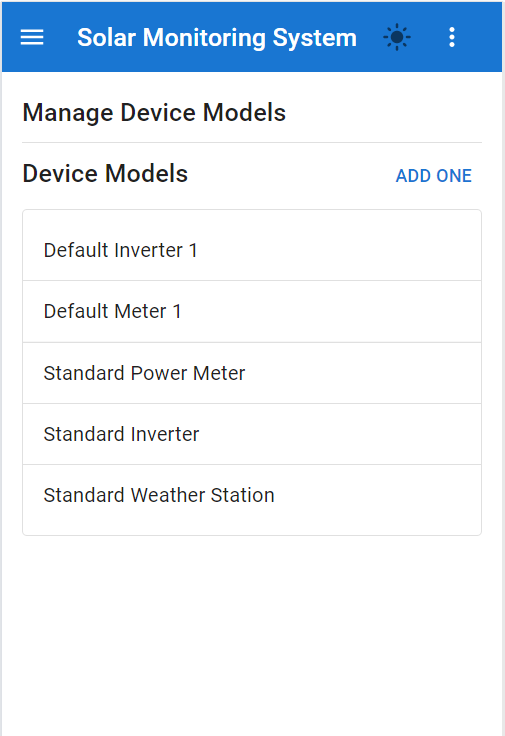 Solar Monitoring System
Manage Device Models
Device Models
ADD ONE
Default Inverter 1
Default Meter 1
Standard Power Meter
Standard Inverter
Standard Weather Station